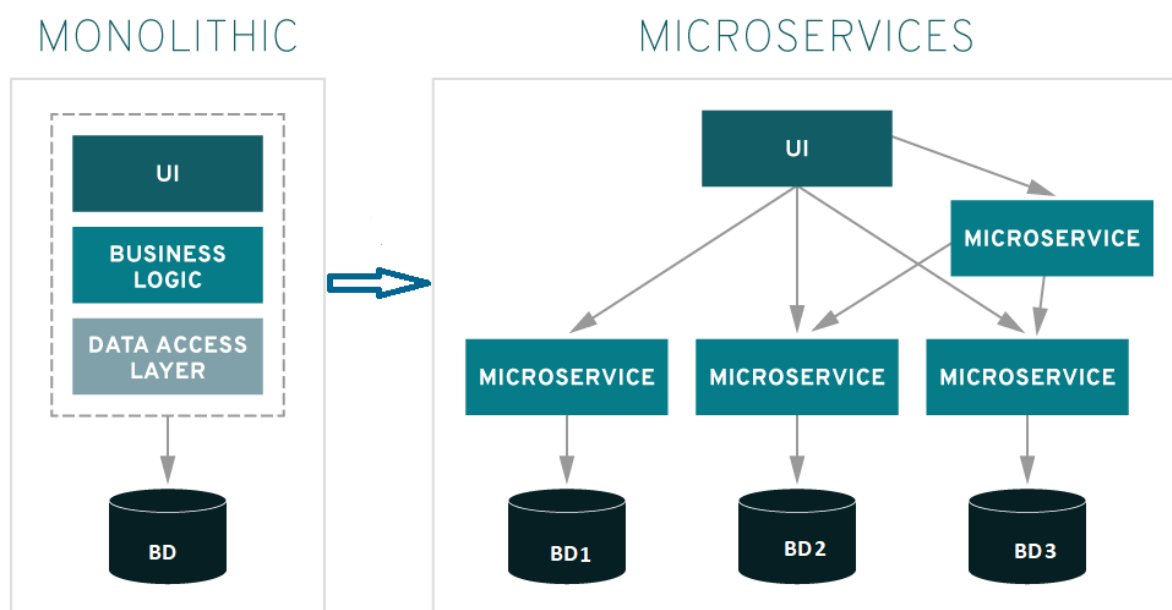 MONOLITHIC
UI
BUSINESS
LOGIC
DATA ACCESS
LAYER
BD
MICROSERVICES
UI
MICROSERVICE
MICROSERVICE
MICROSERVICE
MICROSERVICE
BD1
BD2
BD3